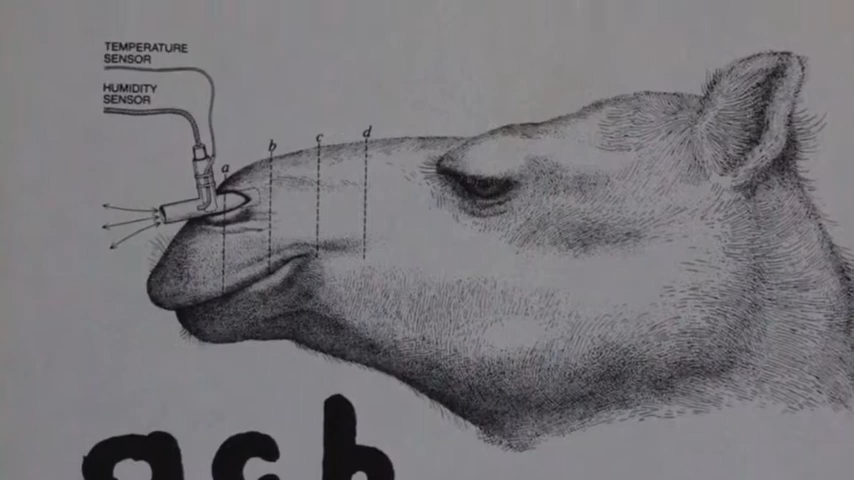 TEMPERATURE
SENSOR
HUMIDITY
SENSOR
a
b
c
d